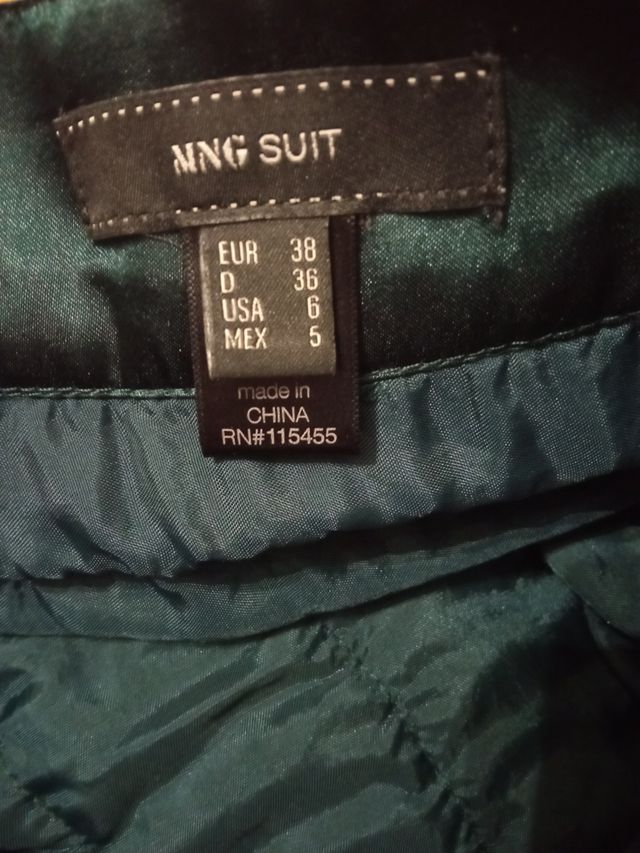 MNG SUIT
EUR 38
D 36
USA 6
MEX 5
made in
CHINA
RN#115455